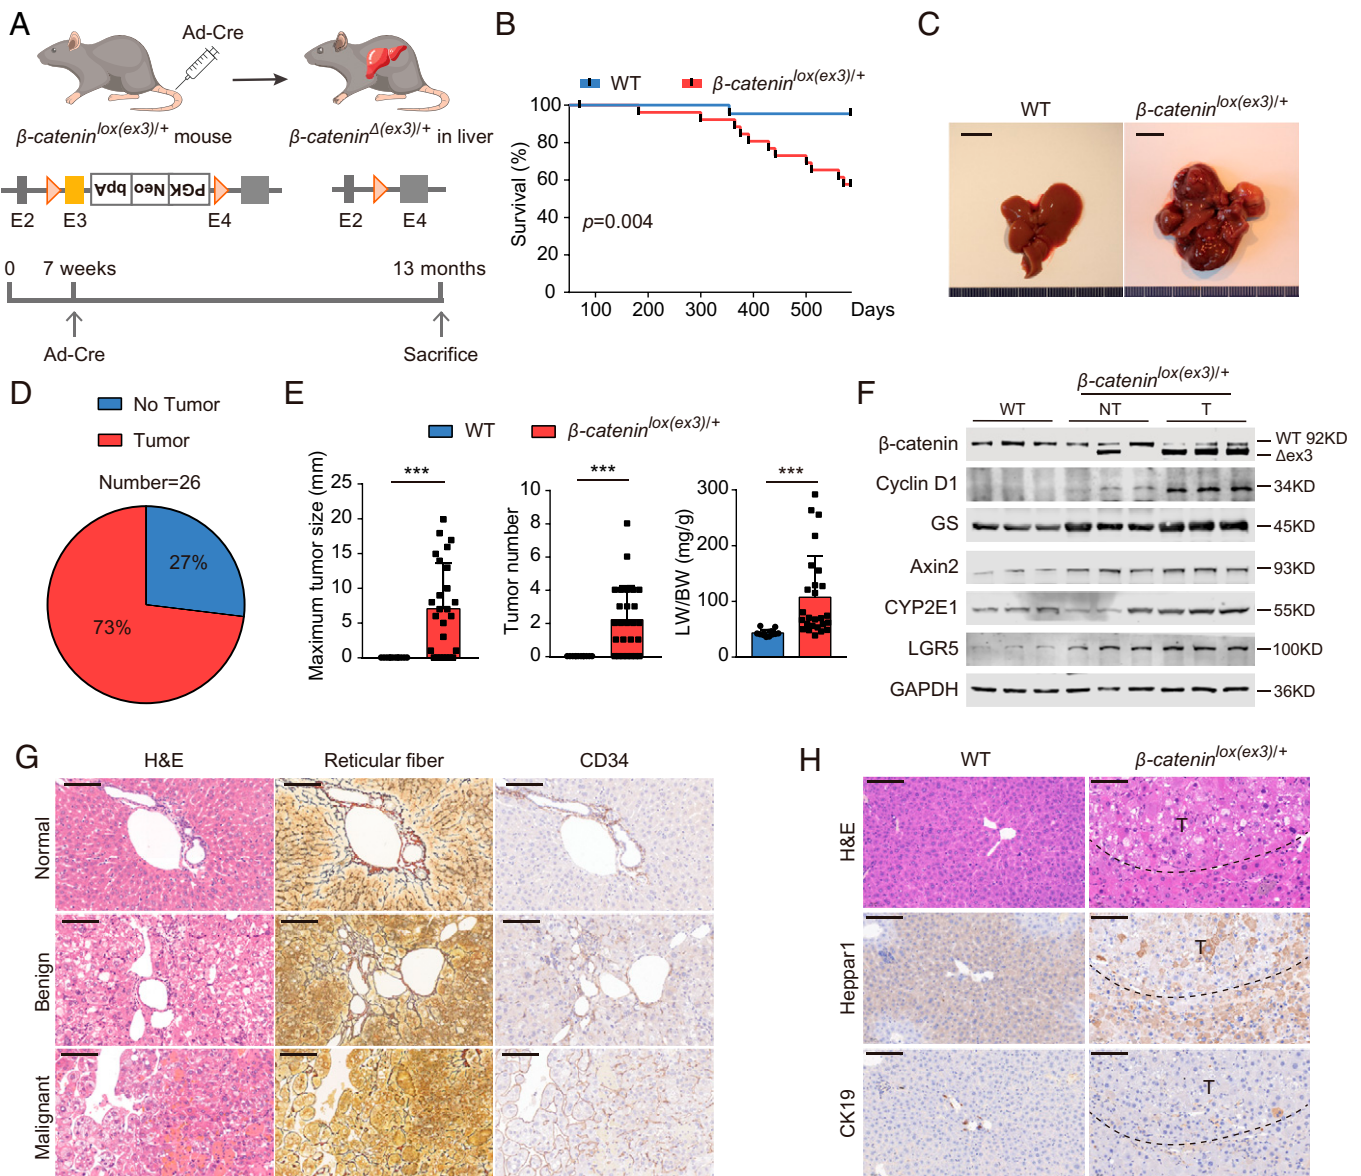 A
Ad-Cre
β-catenin^lox(ex3)/+ mouse
β-catenin^Δ(ex3)/+ in liver
bpA Neo PGK
E2 E3 E4
E2 E4
0 7 weeks 13 months
Ad-Cre Sacrifice
B
WT β-catenin^lox(ex3)/+
Survival (%)
100
80
60
40
20
0
p=0.004
100 200 300 400 500 Days
C
WT β-catenin^lox(ex3)/+
D
No Tumor
Tumor
Number=26
27%
73%
E
WT β-catenin^lox(ex3)/+
Maximum tumor size (mm)
25
20
15
10
5
0
***
Tumor number
10
8
6
4
2
0
***
LW/BW (mg/g)
300
200
100
0
***
F
β-catenin^lox(ex3)/+
WT NT T
β-catenin WT 92KD
Δex3
Cyclin D1 34KD
GS 45KD
Axin2 93KD
CYP2E1 55KD
LGR5 100KD
GAPDH 36KD
G
H&E Reticular fiber CD34
Normal
Benign
Malignant
H
WT β-catenin^lox(ex3)/+
H&E
T
Heppar1
T
CK19
T